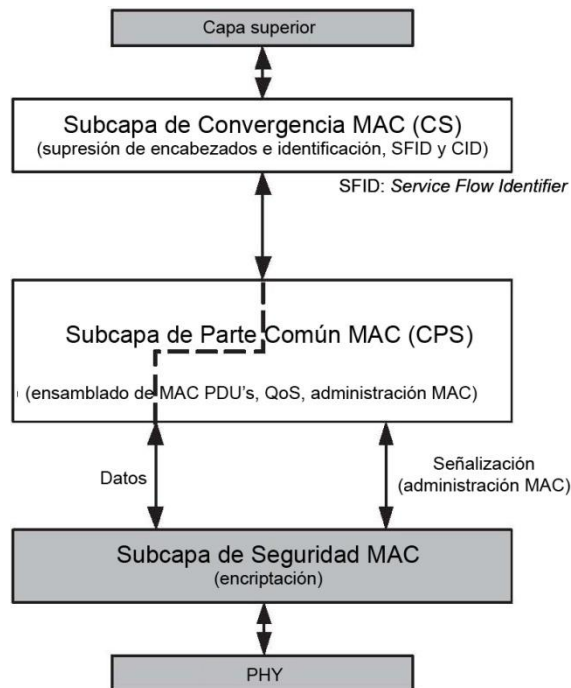 Capa superior
Subcapa de Convergencia MAC (CS)
(supresión de encabezados e identificación, SFID y CID)
SFID: Service Flow Identifier
Subcapa de Parte Común MAC (CPS)
(ensamblado de MAC PDU's, QoS, administración MAC)
Datos
Señalización
(administración MAC)
Subcapa de Seguridad MAC
(encriptación)
PHY